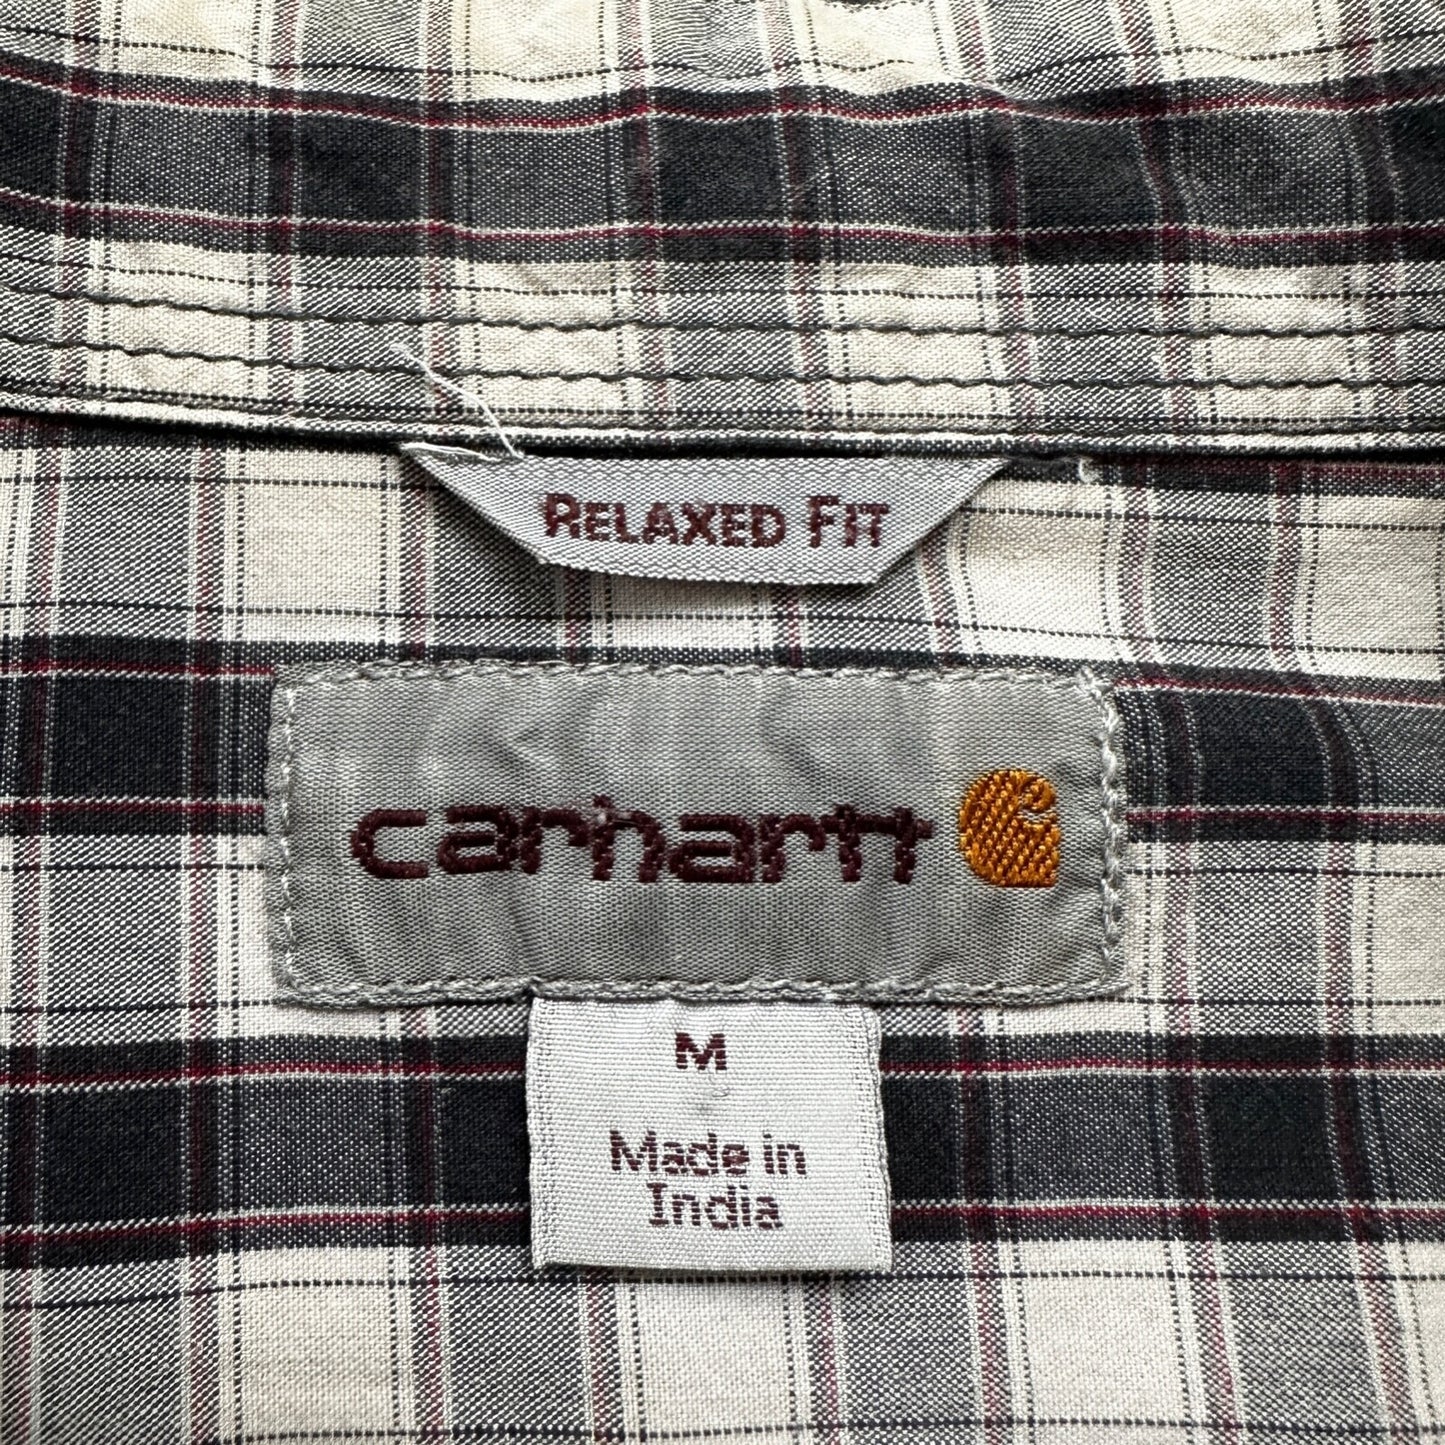 RELAXED FIT
carhartt
M
Made in
India